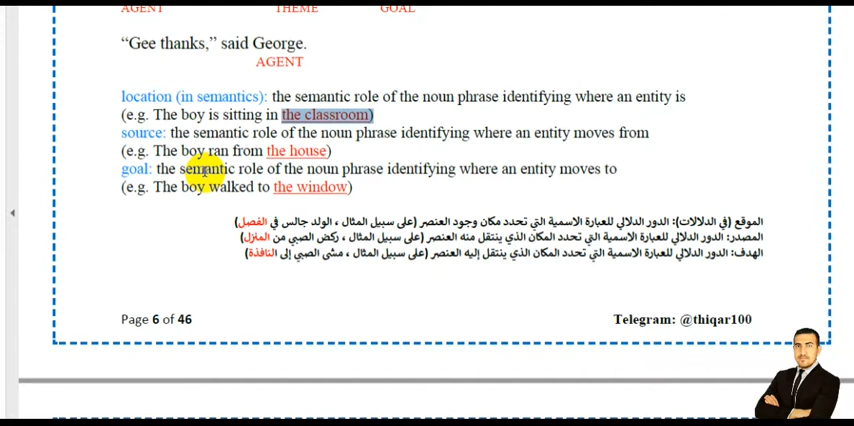 AGENT THEME GOAL
“Gee thanks,” said George.
AGENT
location (in semantics): the semantic role of the noun phrase identifying where an entity is
(e.g. The boy is sitting in the classroom)
source: the semantic role of the noun phrase identifying where an entity moves from
(e.g. The boy ran from the house)
goal: the semantic role of the noun phrase identifying where an entity moves to
(e.g. The boy walked to the window)
الموقع (في الدلالات): الدور الدلالي للعبارة الاسمية التي تحدد مكان وجود العنصر (على سبيل المثال ، الولد جالس في الفصل)
المصدر: الدور الدلالي للعبارة الاسمية التي تحدد المكان الذي ينتقل منه العنصر (على سبيل المثال ، ركض الصبي من المنزل)
الهدف: الدور الدلالي للعبارة الاسمية التي تحدد المكان الذي ينتقل إليه العنصر (على سبيل المثال ، مشى الصبي إلى النافذة)
Page 6 of 46 Telegram: @thiqar100